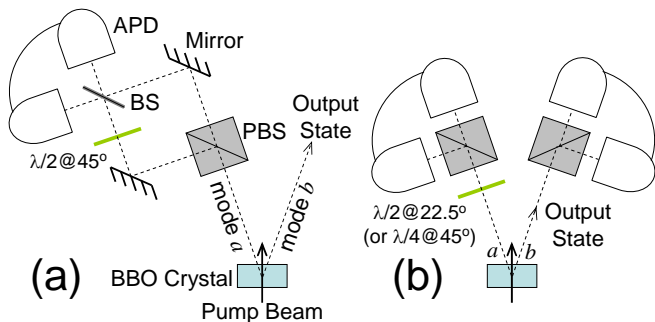 APD
Mirror
BS
Output
State
PBS
λ/2@45º
mode a
mode b
BBO Crystal
(a)
Pump Beam
λ/2@22.5º
(or λ/4@45º)
Output
State
a
b
(b)